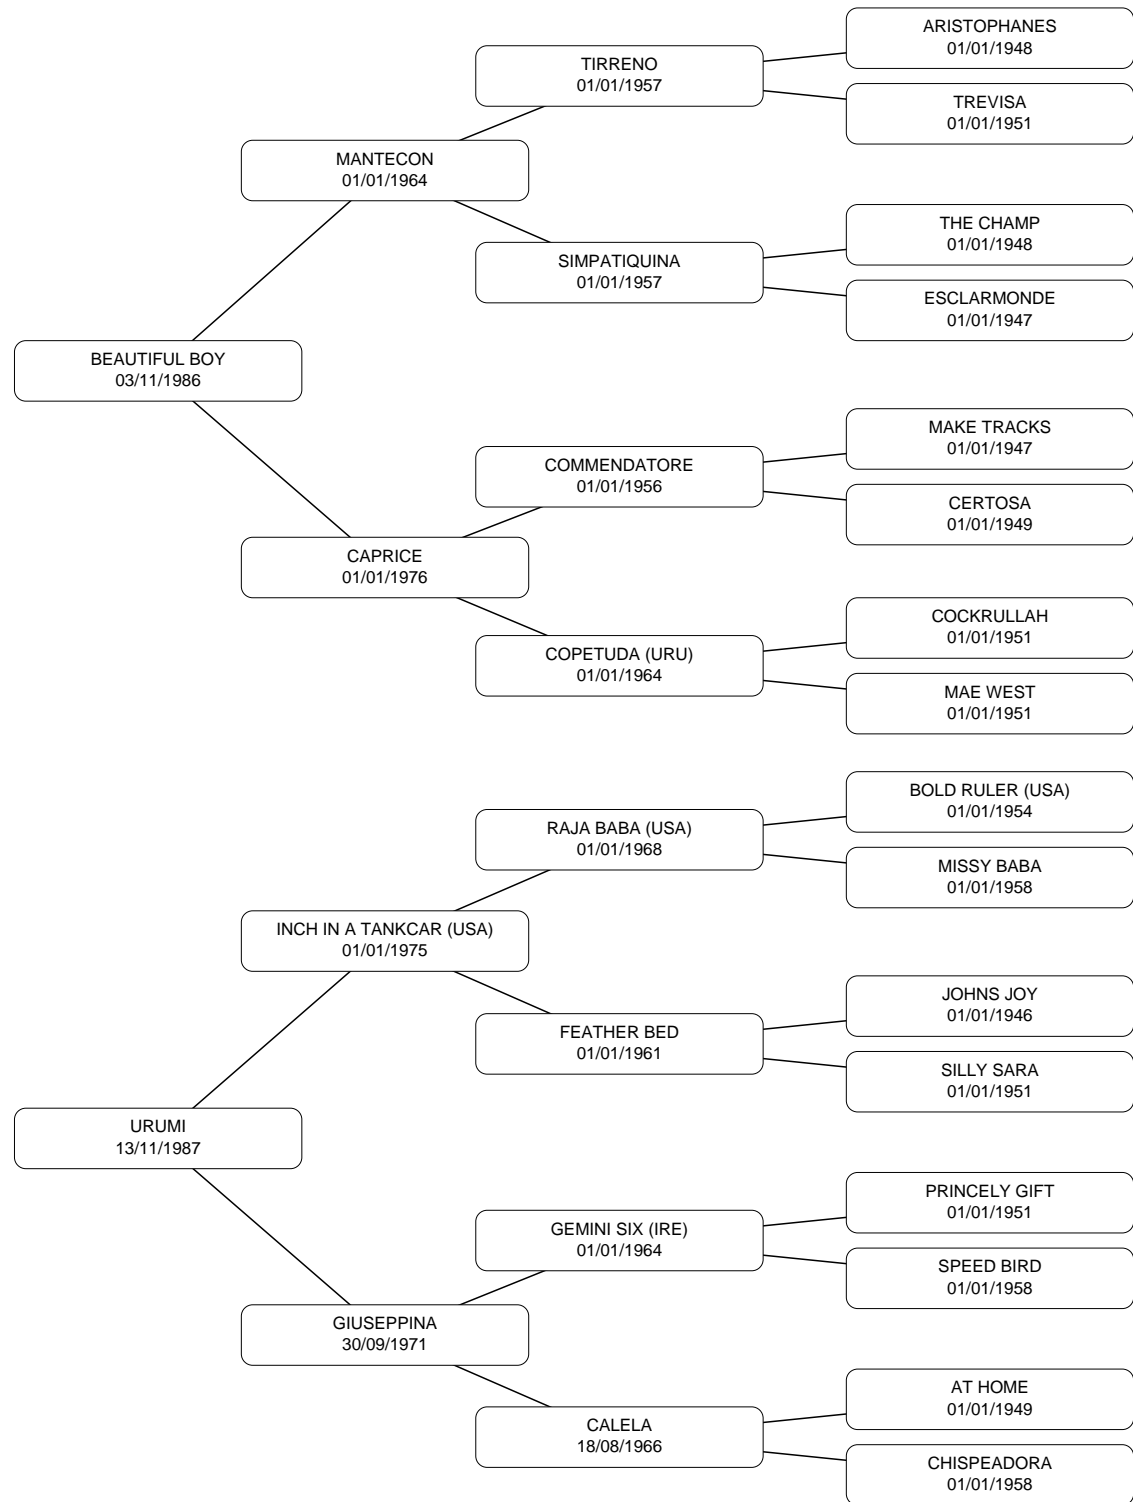 ARISTOPHANES
01/01/1948
TIRRENO
01/01/1957
TREVISA
01/01/1951
MANTECON
01/01/1964
THE CHAMP
01/01/1948
SIMPATIQUINA
01/01/1957
ESCLARMONDE
01/01/1947
BEAUTIFUL BOY
03/11/1986
MAKE TRACKS
01/01/1947
COMMENDATORE
01/01/1956
CERTOSA
01/01/1949
CAPRICE
01/01/1976
COCKRULLAH
01/01/1951
COPETUDA (URU)
01/01/1964
MAE WEST
01/01/1951
BOLD RULER (USA)
01/01/1954
RAJA BABA (USA)
01/01/1968
MISSY BABA
01/01/1958
INCH IN A TANKCAR (USA)
01/01/1975
JOHNS JOY
01/01/1946
FEATHER BED
01/01/1961
SILLY SARA
01/01/1951
URUMI
13/11/1987
PRINCELY GIFT
01/01/1951
GEMINI SIX (IRE)
01/01/1964
SPEED BIRD
01/01/1958
GIUSEPPINA
30/09/1971
AT HOME
01/01/1949
CALELA
18/08/1966
CHISPEADORA
01/01/1958